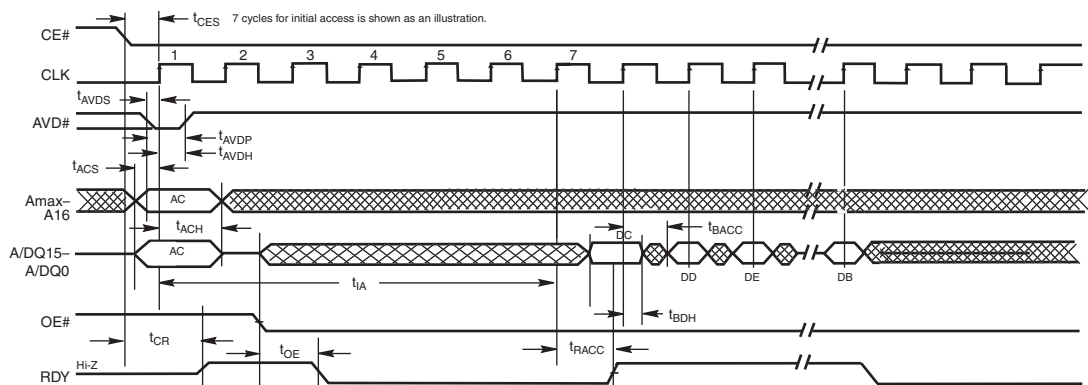 tCES 7 cycles for initial access is shown as an illustration.
CE#
1 2 3 4 5 6 7
CLK
tAVDS
AVD#
tAVDP
tAVDH
tACS
Amax–
A16
AC
tACH
tBACC
DC
A/DQ15–
A/DQ0
AC
DD DE DB
tIA
tBDH
OE#
tCR
tOE
tRACC
Hi-Z
RDY